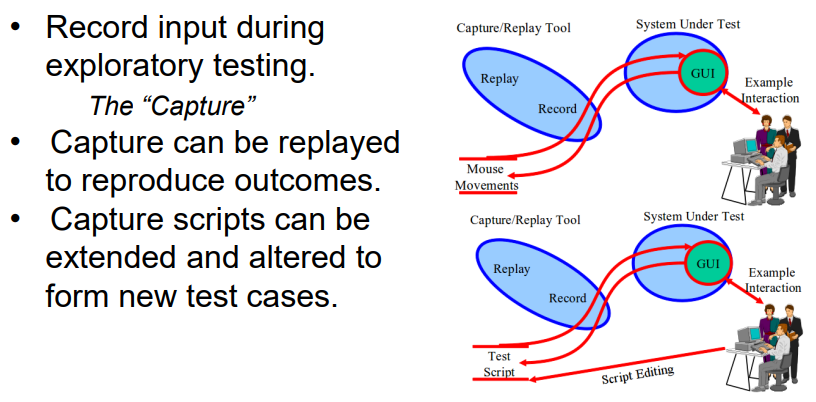 • Record input during
exploratory testing.
The “Capture”
• Capture can be replayed
to reproduce outcomes.
• Capture scripts can be
extended and altered to
form new test cases.
Capture/Replay Tool
System Under Test
Replay
Record
GUI
Example
Interaction
Mouse
Movements
Capture/Replay Tool
System Under Test
Replay
Record
GUI
Example
Interaction
Test
Script
Script Editing